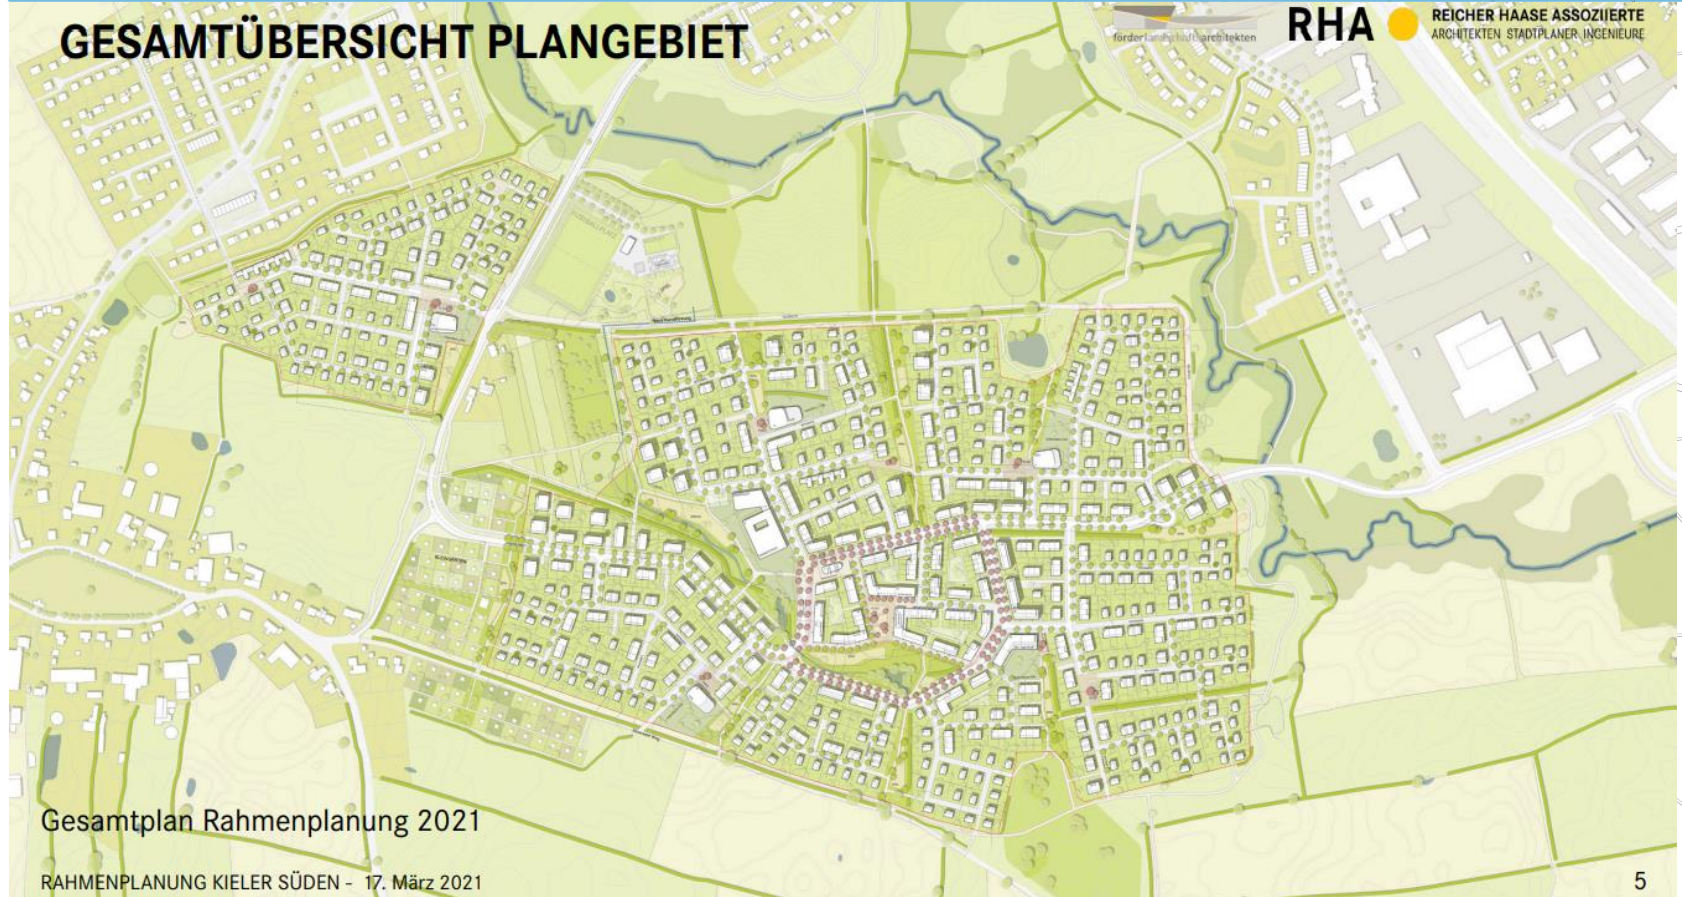 GESAMTÜBERSICHT PLANGEBIET
förderlandschaftsarchitekten
RHA
REICHER HAASE ASSOZIIERTE
ARCHITEKTEN STADTPLANER INGENIEURE
FUSSBALLPLATZ
Gesamtplan Rahmenplanung 2021
RAHMENPLANUNG KIELER SÜDEN - 17. März 2021
5